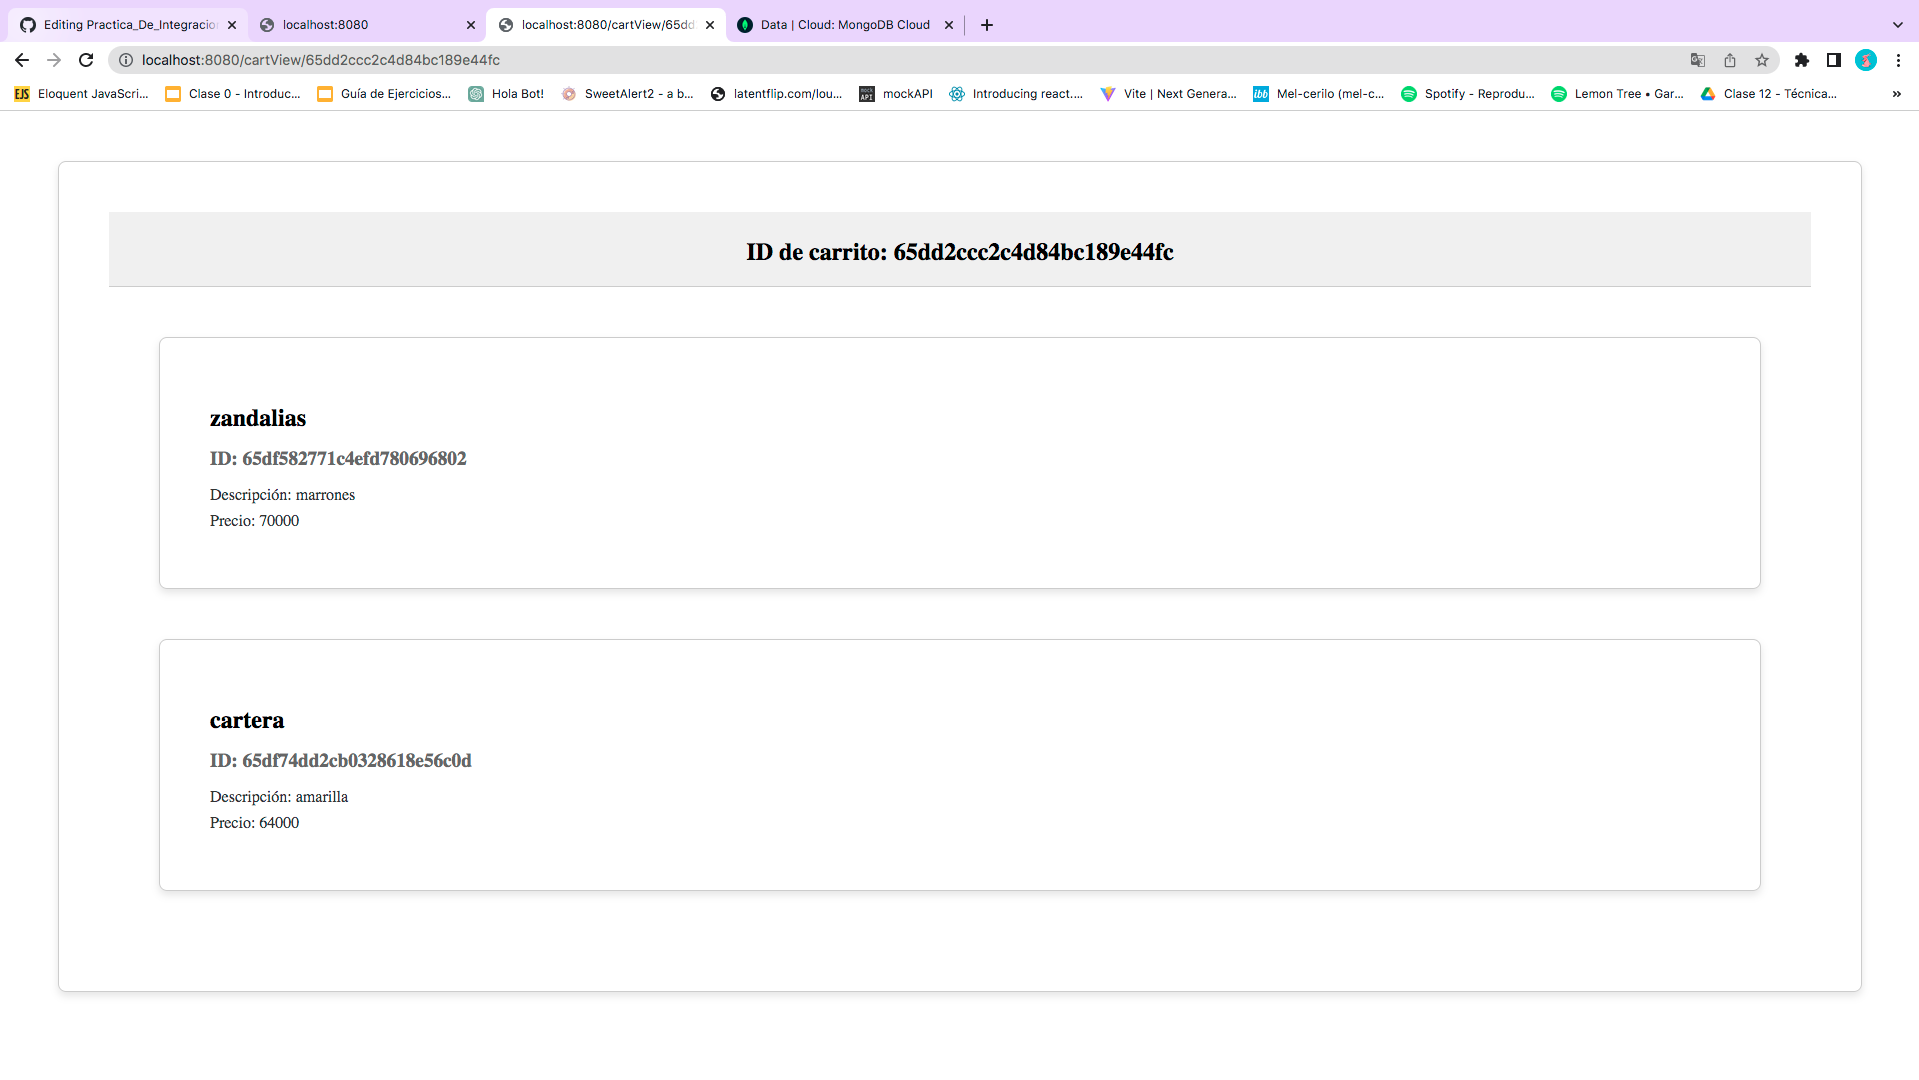 Editing Practica_De_Integracio
localhost:8080
localhost:8080/cartView/65dd
Data | Cloud: MongoDB Cloud
localhost:8080/cartView/65dd2ccc2c4d84bc189e44fc
EJS Eloquent JavaScri... Clase 0 - Introduc... Guía de Ejercicios... Hola Bot! SweetAlert2 - a b... latentflip.com/lou... mock API mockAPI Introducing react.... Vite | Next Genera... ibb Mel-cerilo (mel-c... Spotify - Reprodu... Lemon Tree • Gar... Clase 12 - Técnica... »
ID de carrito: 65dd2ccc2c4d84bc189e44fc
zandalias
ID: 65df582771c4efd780696802
Descripción: marrones
Precio: 70000
cartera
ID: 65df74dd2cb0328618e56c0d
Descripción: amarilla
Precio: 64000